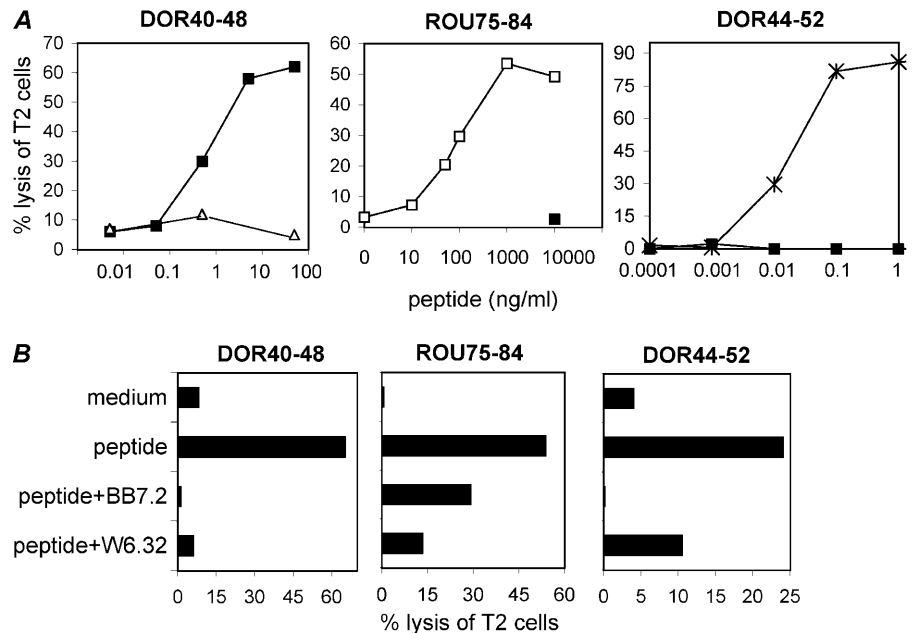 A
DOR40-48
ROU75-84
DOR44-52
% lysis of T2 cells
70
60
50
40
30
20
10
0
0.01 0.1 1 10 100
60
50
40
30
20
10
0
0 10 100 1000 10000
90
75
60
45
30
15
0
0.0001 0.001 0.01 0.1 1
peptide (ng/ml)
B
DOR40-48
ROU75-84
DOR44-52
medium
peptide
peptide+BB7.2
peptide+W6.32
0 15 30 45 60
0 15 30 45 60
0 5 10 15 20 25
% lysis of T2 cells